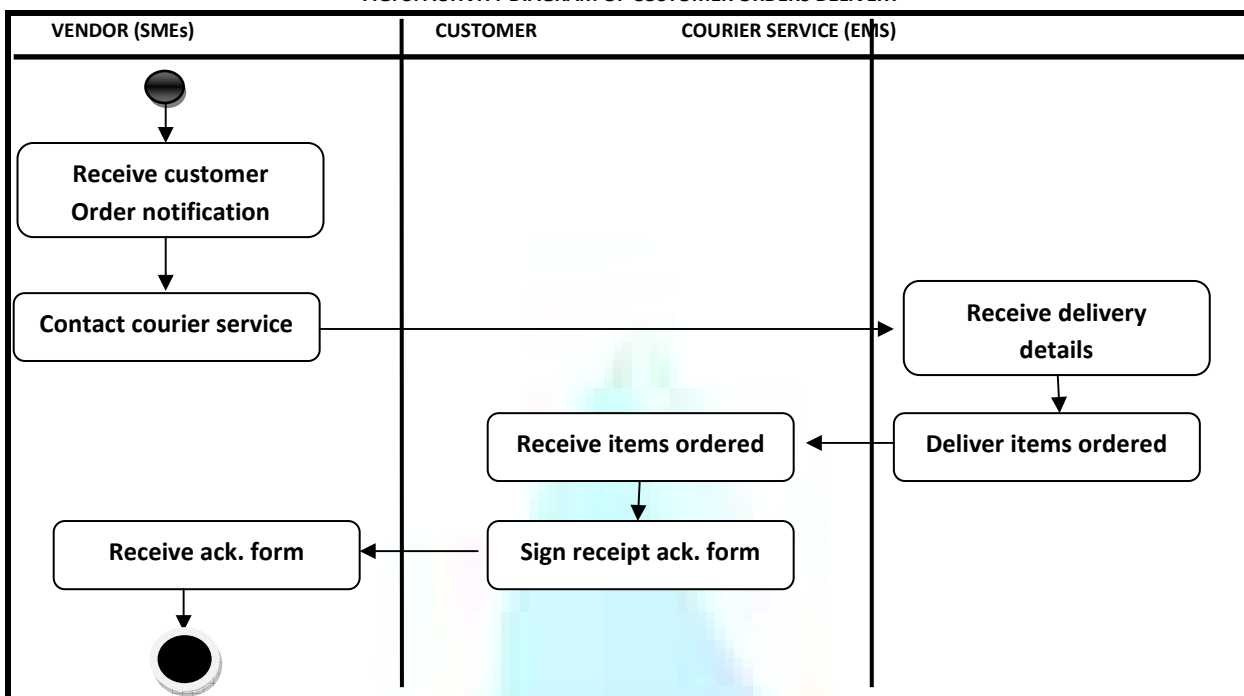 VENDOR (SMEs) CUSTOMER COURIER SERVICE (EMS)
Receive customer
Order notification
Contact courier service
Receive delivery
details
Receive items ordered
Deliver items ordered
Receive ack. form
Sign receipt ack. form